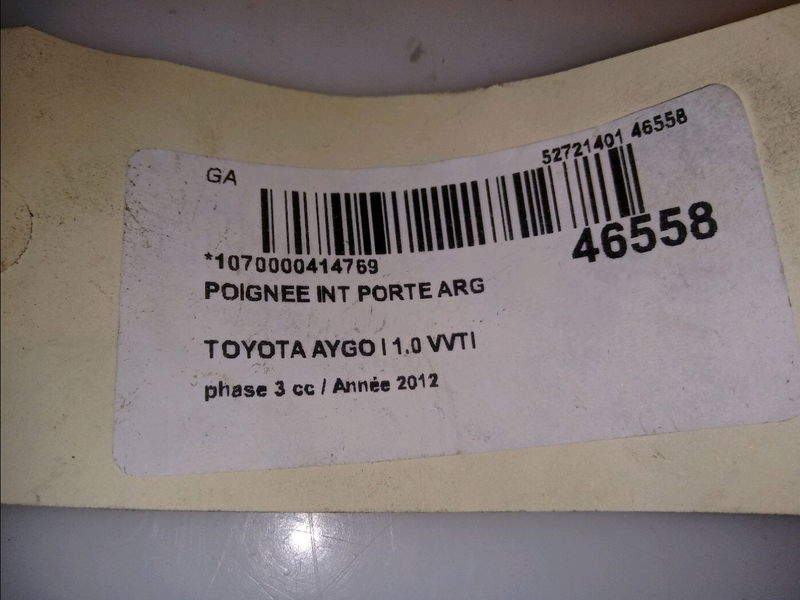 GA
52721401 46558
46558
*1070000414769
POIGNEE INT PORTE ARG
TOYOTA AYGO I 1.0 VVTI
phase 3 cc / Année 2012